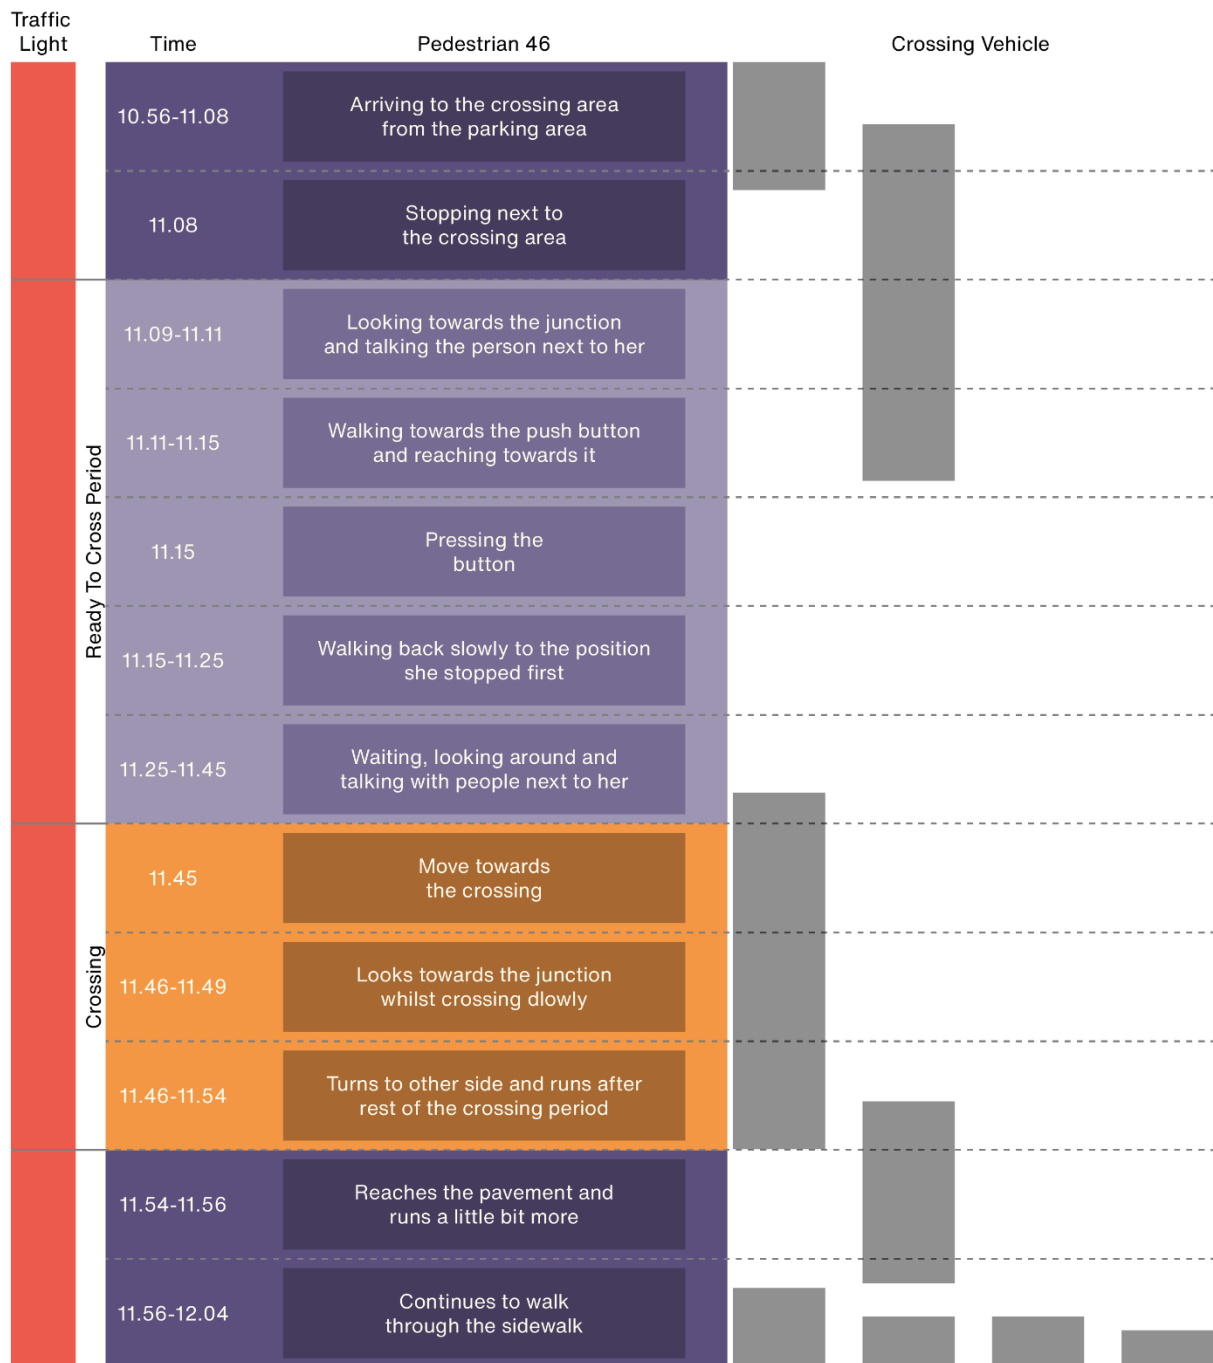 Traffic
Light
Time
Pedestrian 46
Crossing Vehicle
10.56-11.08
Arriving to the crossing area
from the parking area
11.08
Stopping next to
the crossing area
Ready To Cross Period
11.09-11.11
Looking towards the junction
and talking the person next to her
11.11-11.15
Walking towards the push button
and reaching towards it
11.15
Pressing the
button
11.15-11.25
Walking back slowly to the position
she stopped first
11.25-11.45
Waiting, looking around and
talking with people next to her
Crossing
11.45
Move towards
the crossing
11.46-11.49
Looks towards the junction
whilst crossing dlowly
11.46-11.54
Turns to other side and runs after
rest of the crossing period
11.54-11.56
Reaches the pavement and
runs a little bit more
11.56-12.04
Continues to walk
through the sidewalk